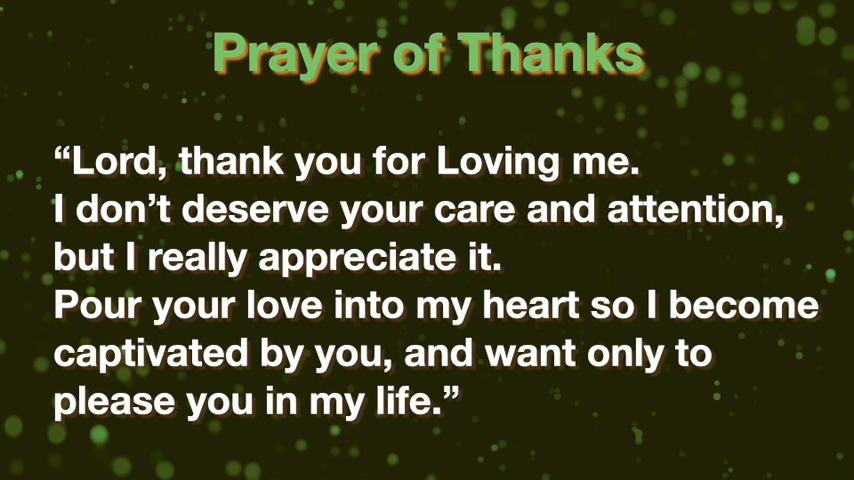 Prayer of Thanks
“Lord, thank you for Loving me.
I don’t deserve your care and attention,
but I really appreciate it.
Pour your love into my heart so I become
captivated by you, and want only to
please you in my life.”